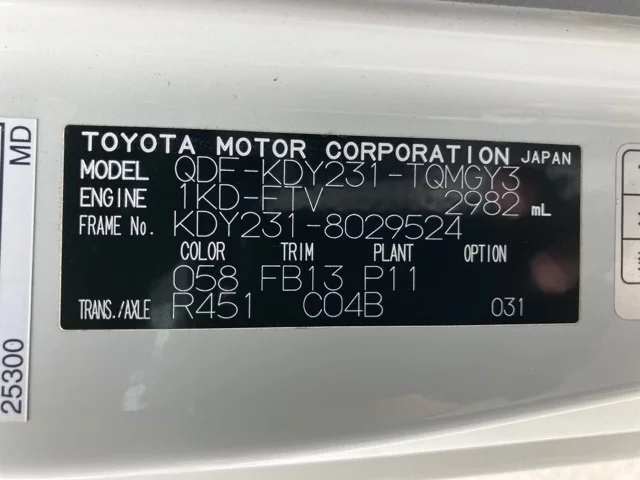 TOYOTA MOTOR CORPORATION JAPAN
MODEL QDF-KDY231-TQMGY3
ENGINE 1KD-FTV 2982 mL
FRAME No. KDY231-8029524
COLOR TRIM PLANT OPTION
058 FB13 P11
TRANS./AXLE R451 C04B 031
25300 MD